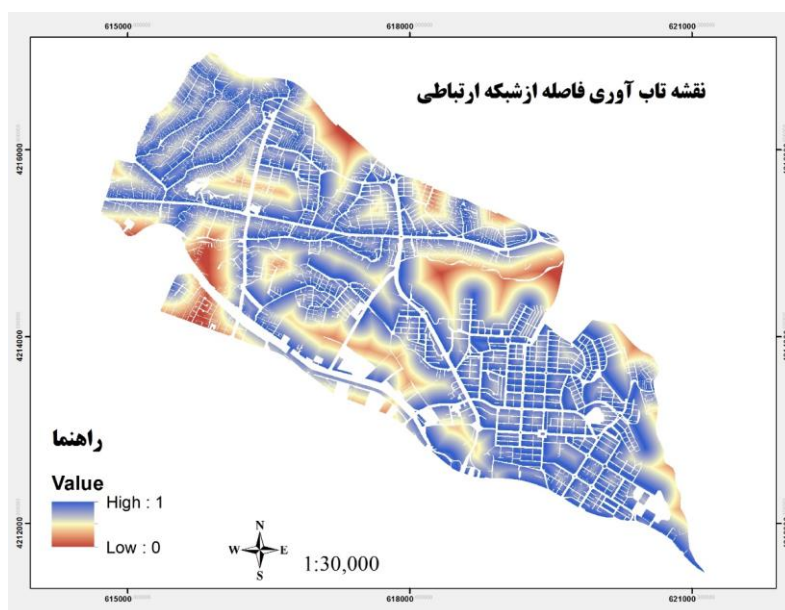 615000 618000 621000
نقشه تاب آوری فاصله ازشبکه ارتباطی
4216000
4214000
راهنما
Value
High : 1
Low : 0
4212000
N
W E
S
1:30,000
615000 618000 621000